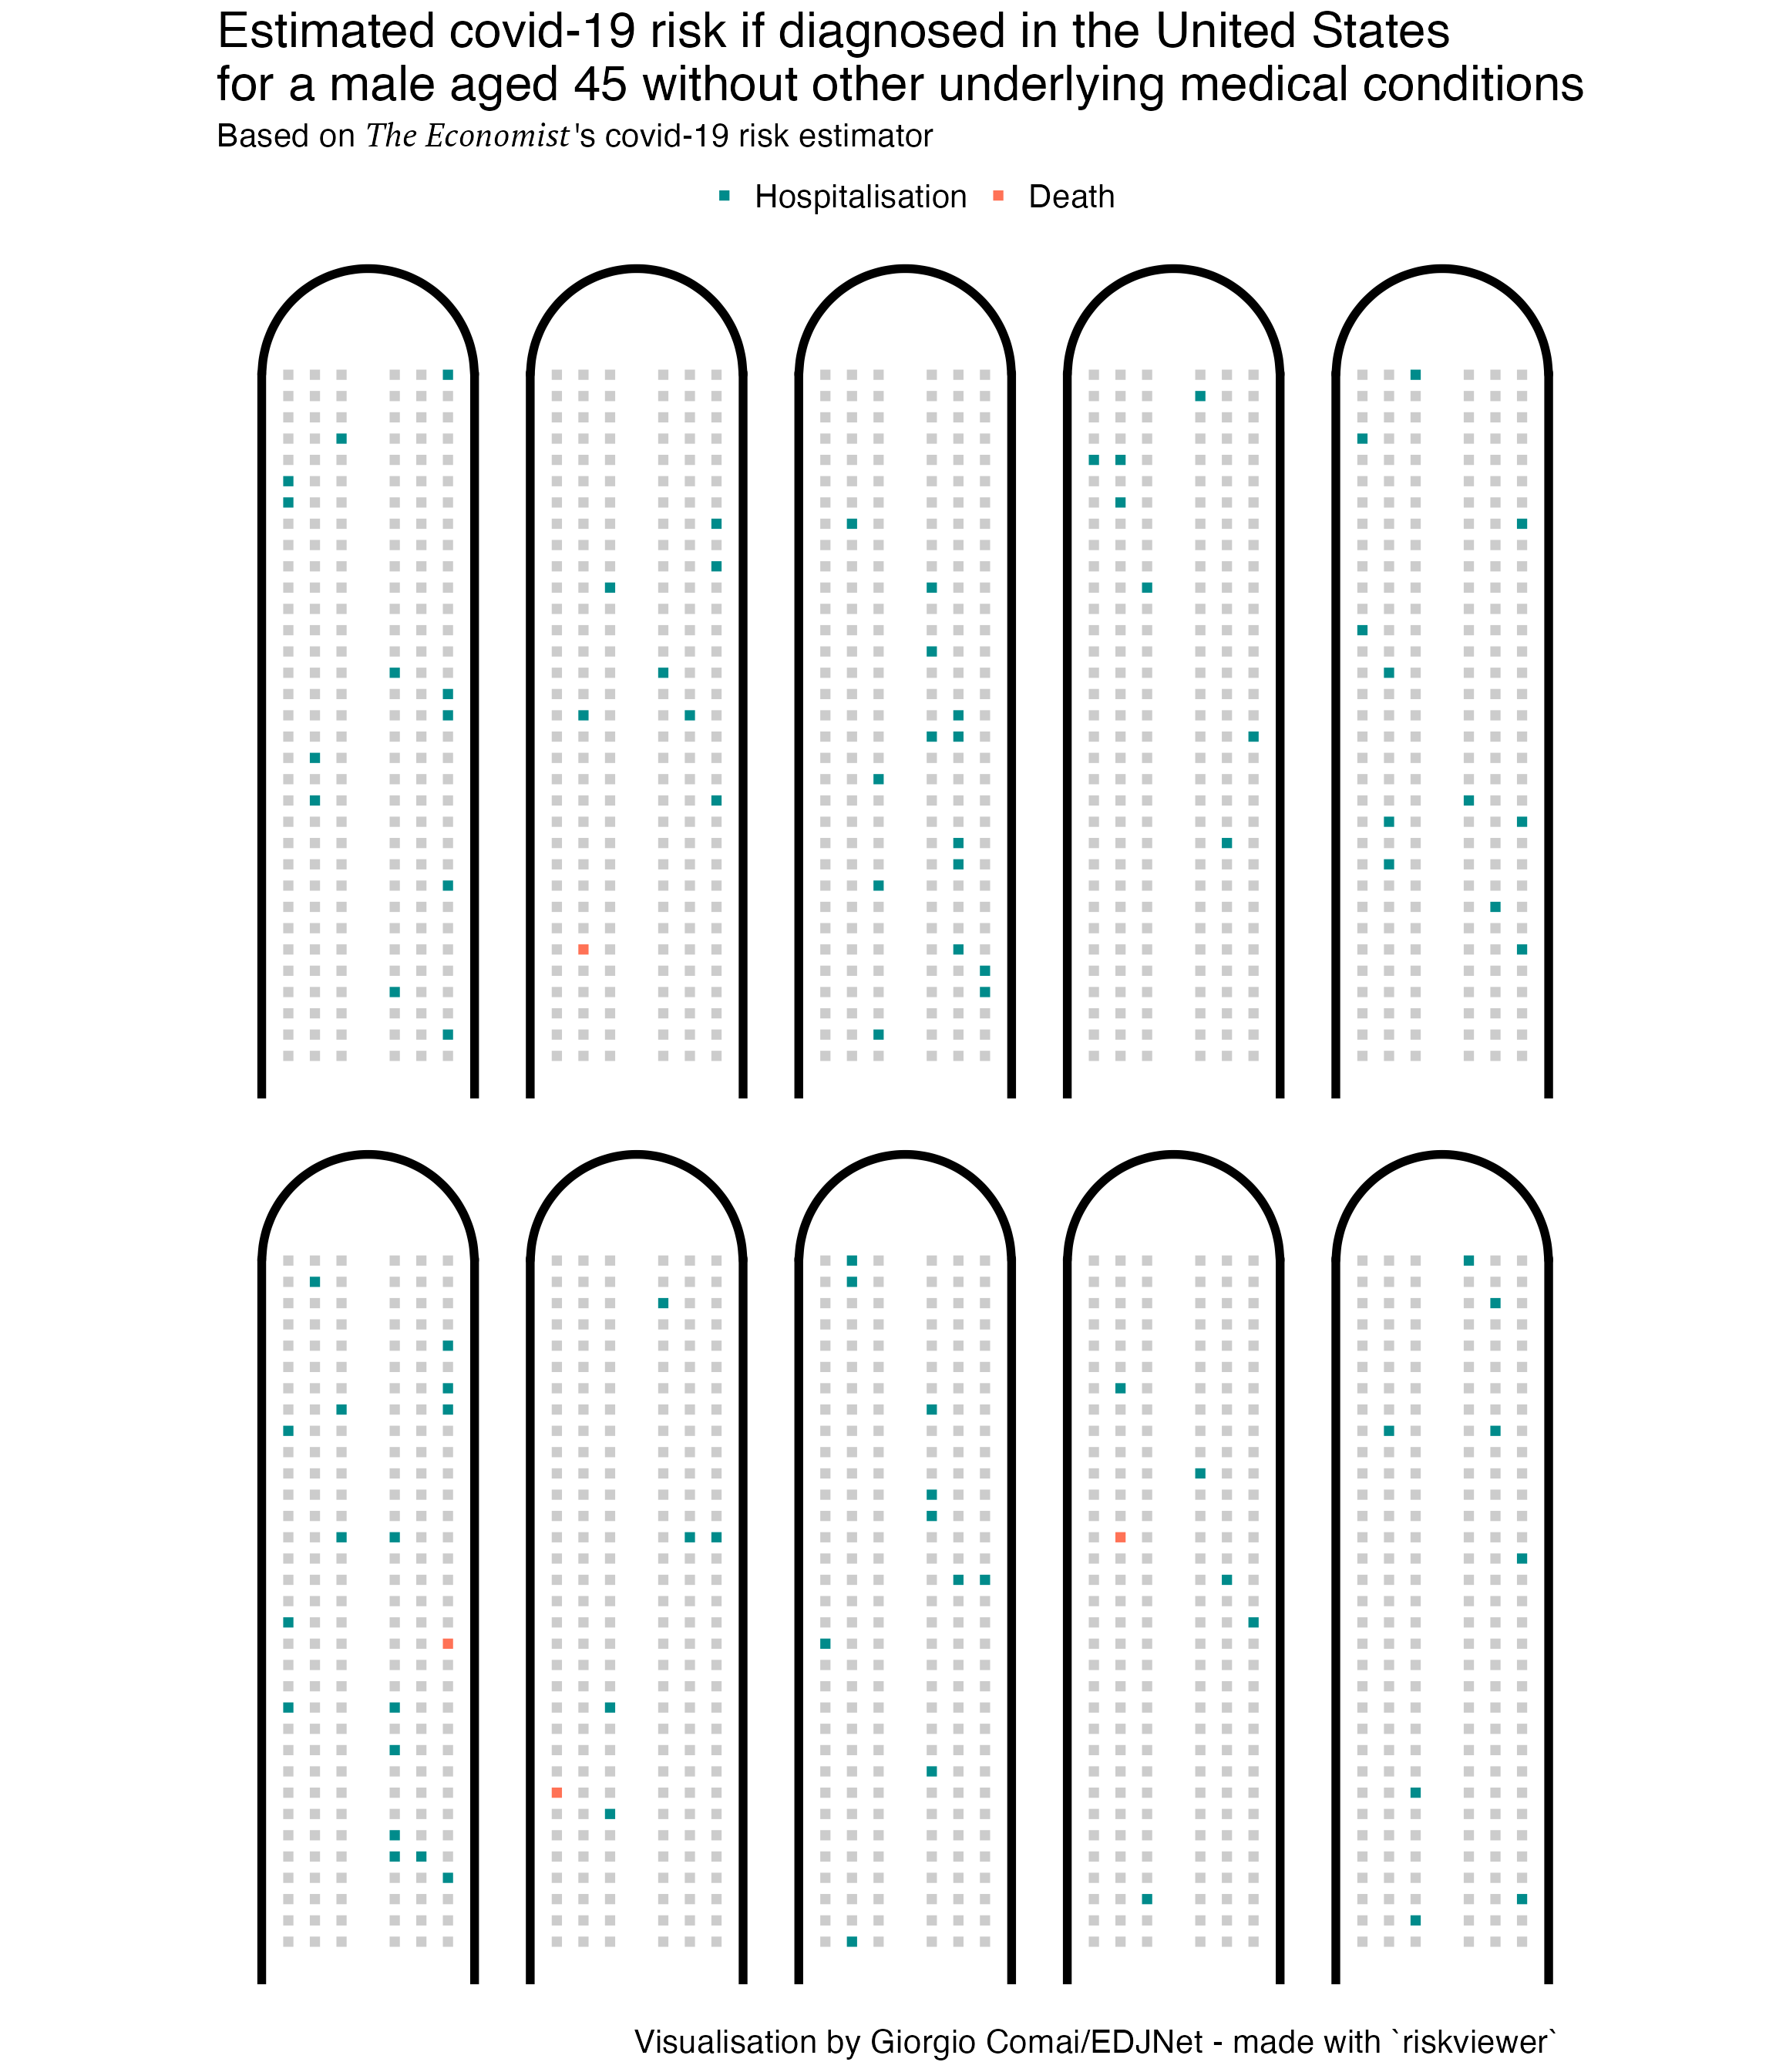 Estimated covid-19 risk if diagnosed in the United States
for a male aged 45 without other underlying medical conditions
Based on The Economist's covid-19 risk estimator
Hospitalisation Death
Visualisation by Giorgio Comai/EDJNet - made with `riskviewer`